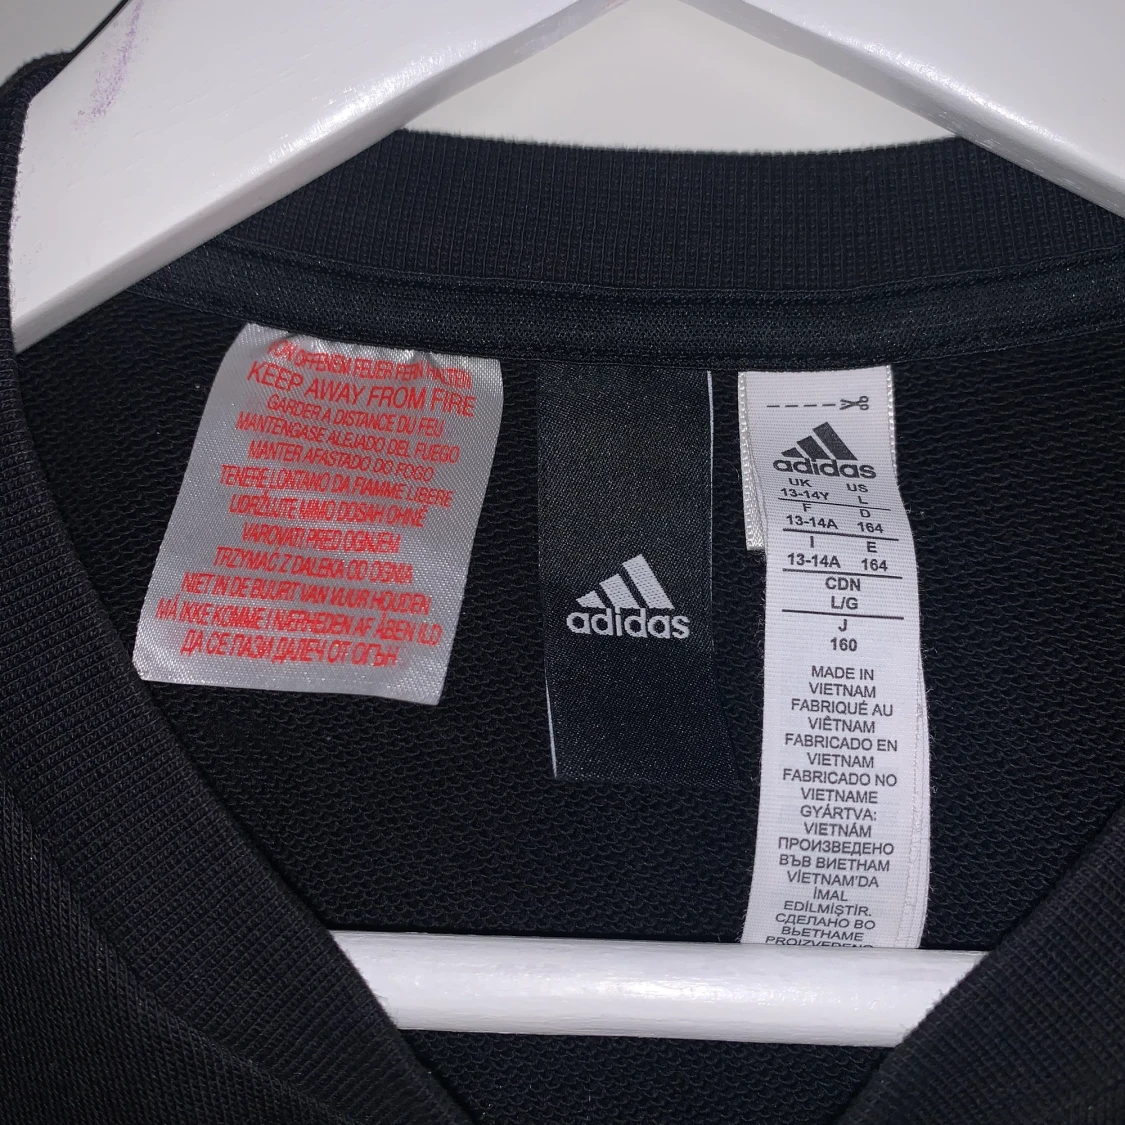 VON OFFENEM FEUER FERN HALTEN
KEEP AWAY FROM FIRE
GARDER A DISTANCE DU FEU
MANTENGASE ALEJADO DEL FUEGO
MANTER AFASTADO DO FOGO
TENERE LONTANO DA FIAMME LIBERE
UDRŽUJTE MIMO DOSAH OHNĚ
VAROVATI PRED OGNJEM
TRZYMAĆ Z DALEKA OD OGNIA
NIET IN DE BUURT VAN VUUR HOUDEN
MÅ IKKE KOMME I NÆRHEDEN AF ÅBEN ILD
ДА СЕ ПАЗИ ДАЛЕЧ ОТ ОГЪН
adidas
adidas
UK US
13-14Y L
F D
13-14A 164
I E
13-14A 164
CDN
L/G
J
160
MADE IN
VIETNAM
FABRIQUÉ AU
VIÊTNAM
FABRICADO EN
VIETNAM
FABRICADO NO
VIETNAME
GYÁRTVA:
VIETNÁM
ПРОИЗВЕДЕНО
ВЪВ ВИЕТНАМ
VİETNAM'DA
İMAL
EDİLMİŞTİR.
СДЕЛАНО ВО
ВЬЕТНАМЕ
PROIZVEDENO